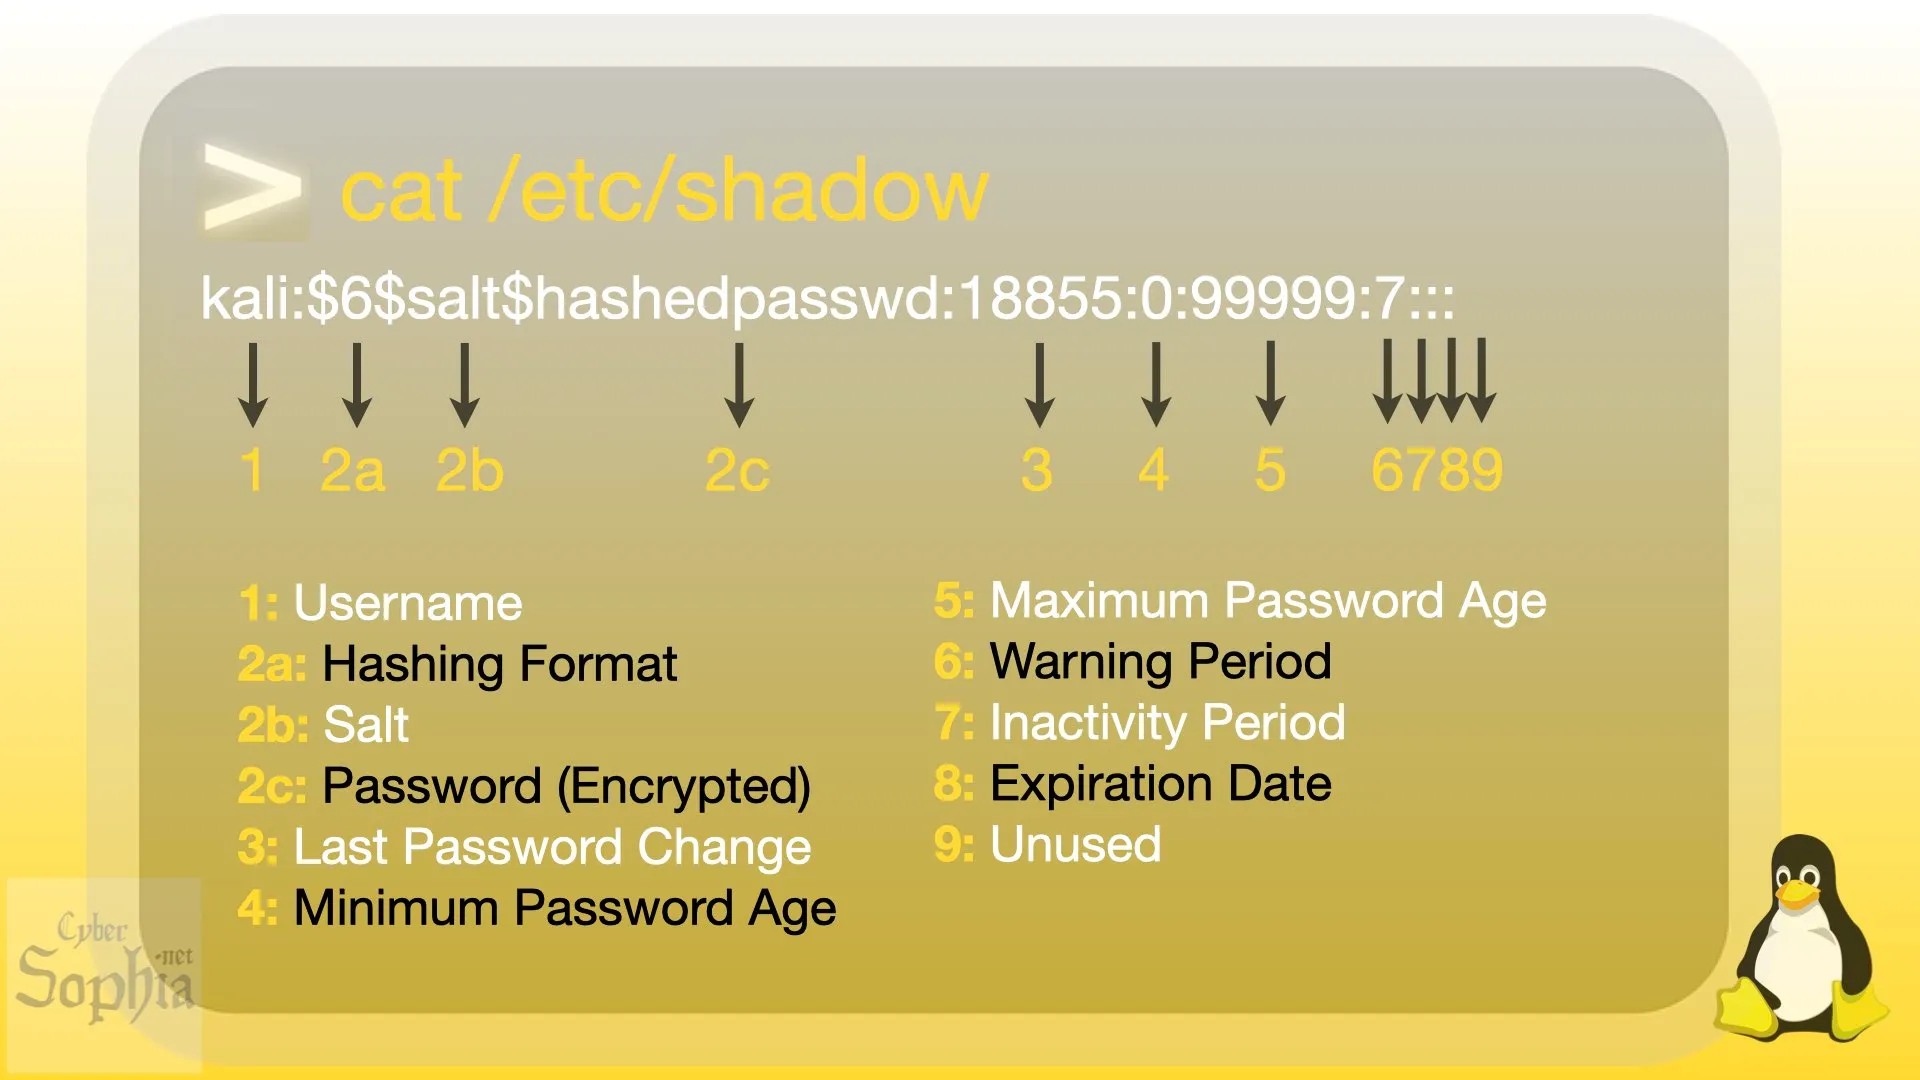 > cat /etc/shadow
kali:$6$salt$hashedpasswd:18855:0:99999:7:::
1 2a 2b 2c 3 4 5 6789
1: Username
2a: Hashing Format
2b: Salt
2c: Password (Encrypted)
3: Last Password Change
4: Minimum Password Age
5: Maximum Password Age
6: Warning Period
7: Inactivity Period
8: Expiration Date
9: Unused
Cyber
Sophia
-net